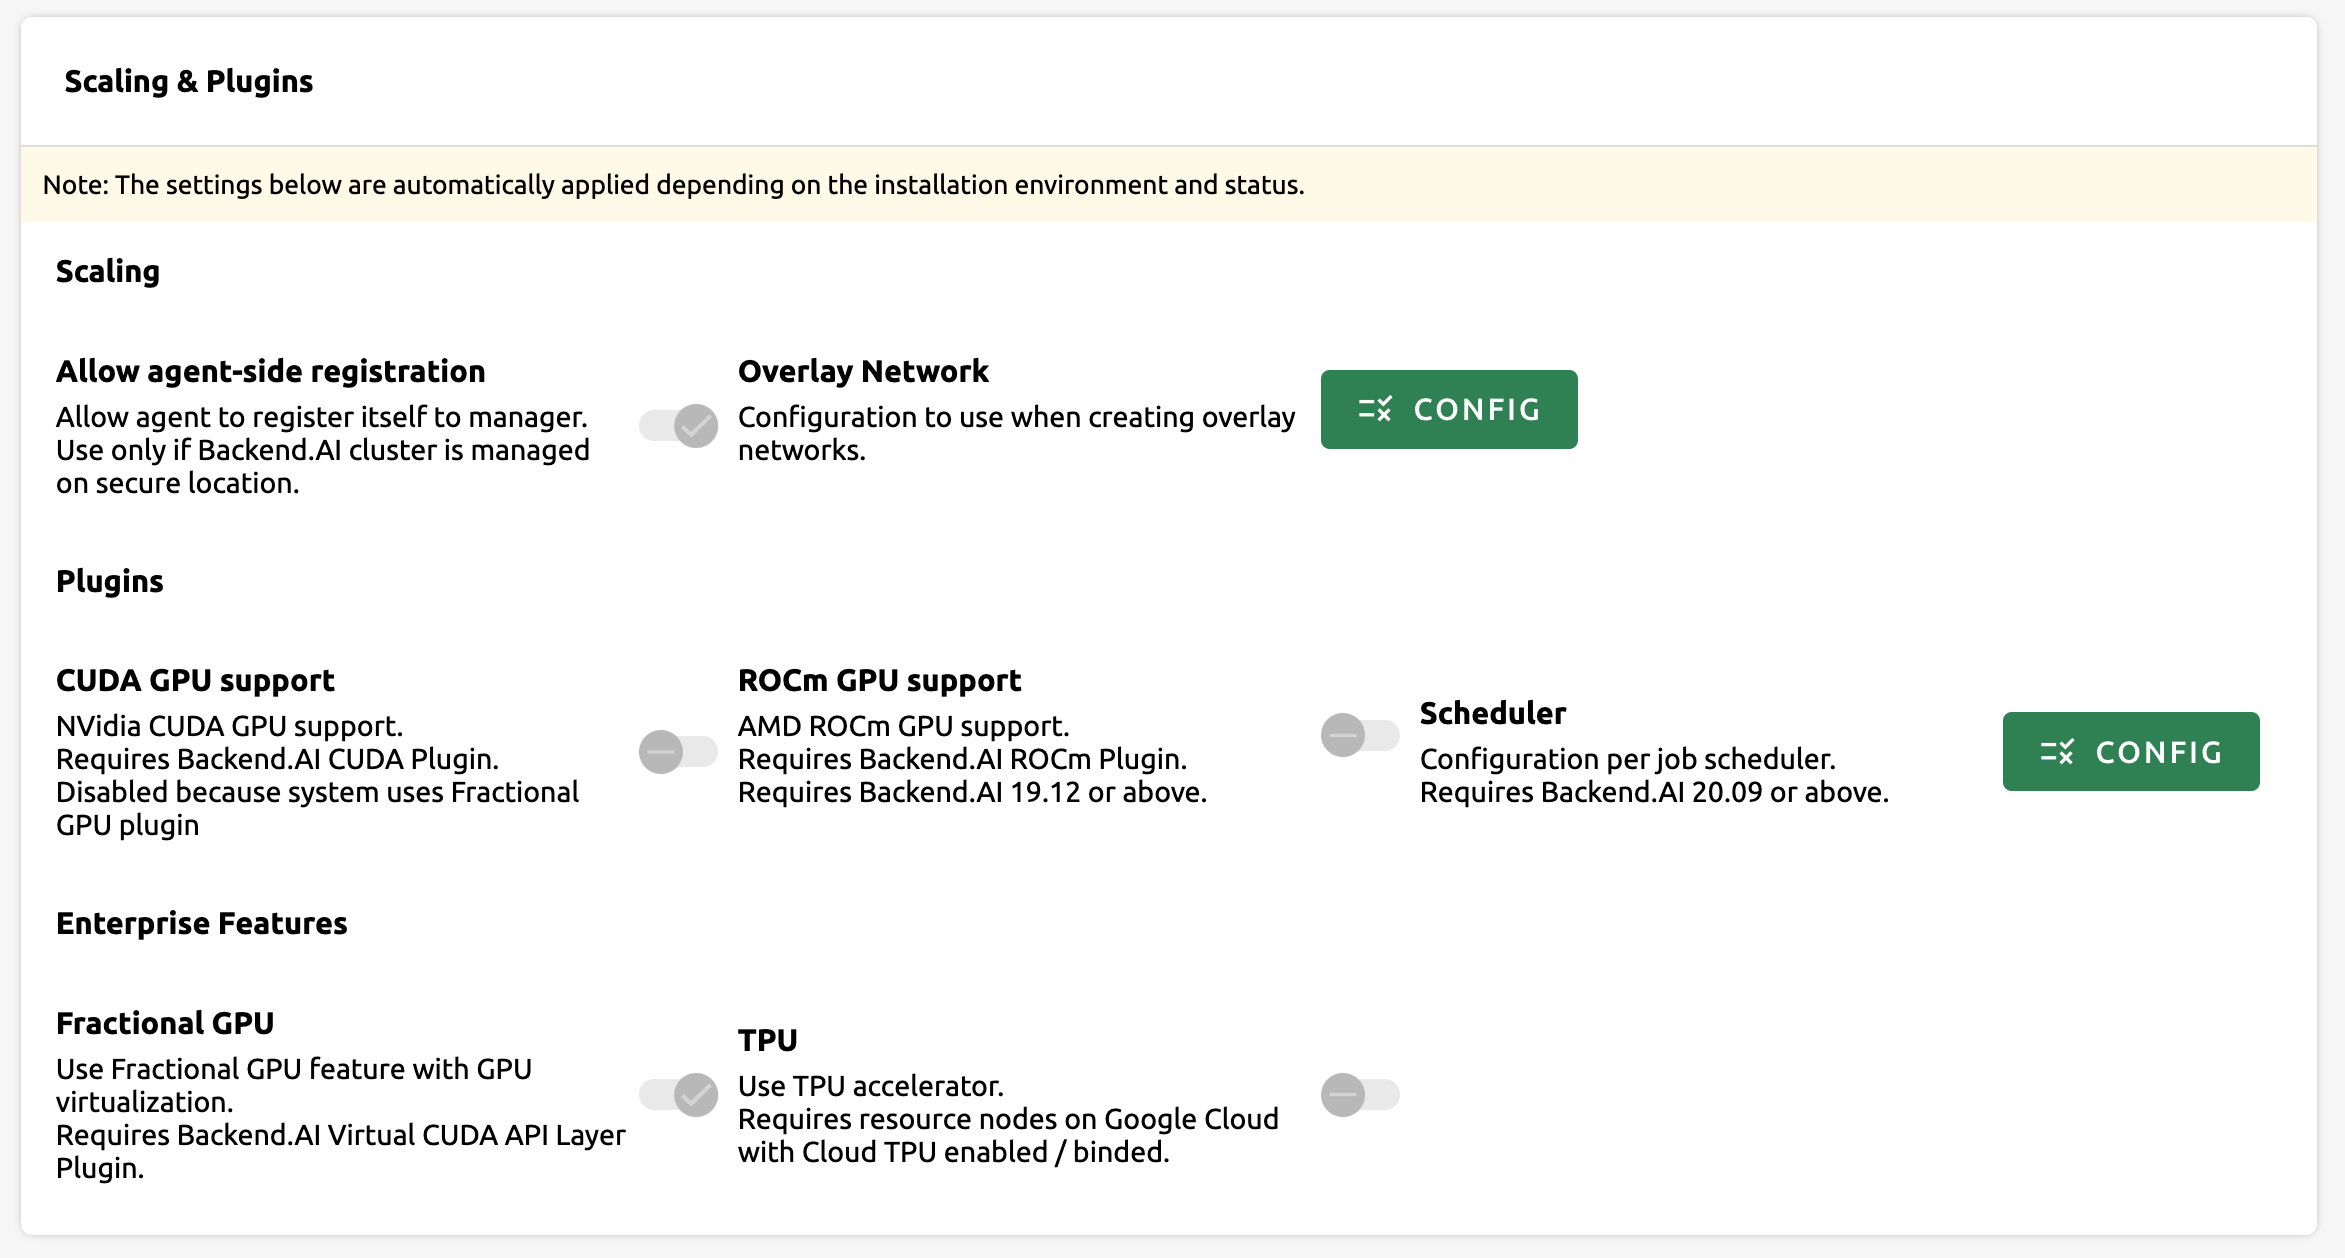 Scaling & Plugins
Note: The settings below are automatically applied depending on the installation environment and status.
Scaling
Allow agent-side registration
Allow agent to register itself to manager.
Use only if Backend.AI cluster is managed
on secure location.
Overlay Network
Configuration to use when creating overlay
networks.
CONFIG
Plugins
CUDA GPU support
NVidia CUDA GPU support.
Requires Backend.AI CUDA Plugin.
Disabled because system uses Fractional
GPU plugin
ROCm GPU support
AMD ROCm GPU support.
Requires Backend.AI ROCm Plugin.
Requires Backend.AI 19.12 or above.
Scheduler
Configuration per job scheduler.
Requires Backend.AI 20.09 or above.
CONFIG
Enterprise Features
Fractional GPU
Use Fractional GPU feature with GPU
virtualization.
Requires Backend.AI Virtual CUDA API Layer
Plugin.
TPU
Use TPU accelerator.
Requires resource nodes on Google Cloud
with Cloud TPU enabled / binded.